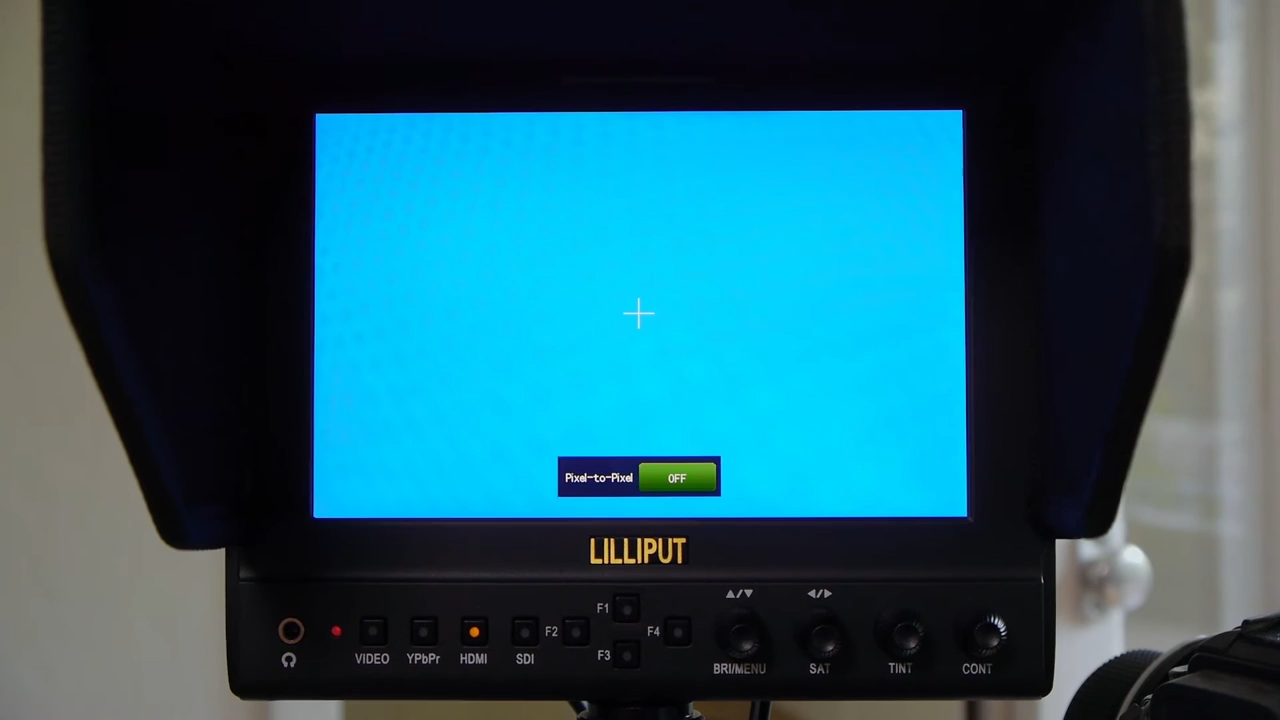 Pixel-to-Pixel OFF
LILLIPUT
▲/▼ ◀/▶
F1
F2 F4
F3
VIDEO YPbPr HDMI SDI
BRI/MENU SAT TINT CONT